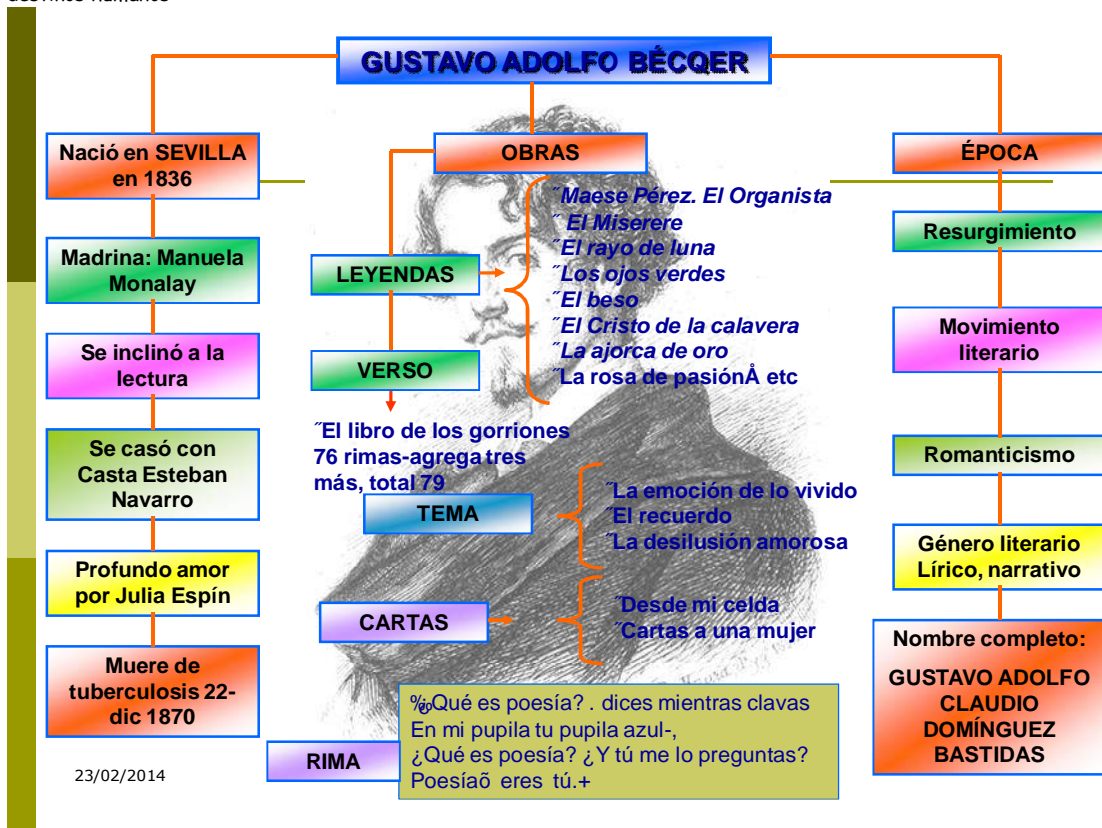 GUSTAVO ADOLFO BÉCQER
Nació en SEVILLA
en 1836
Madrina: Manuela
Monalay
Se inclinó a la
lectura
Se casó con
Casta Esteban
Navarro
Profundo amor
por Julia Espín
Muere de
tuberculosis 22-
dic 1870
23/02/2014
OBRAS
LEYENDAS
˝Maese Pérez. El Organista
˝ El Miserere
˝El rayo de luna
˝Los ojos verdes
˝El beso
˝El Cristo de la calavera
˝La ajorca de oro
˝La rosa de pasiónÅ etc
VERSO
˝El libro de los gorriones
76 rimas-agrega tres
más, total 79
TEMA
˝La emoción de lo vivido
˝El recuerdo
˝La desilusión amorosa
CARTAS
˝Desde mi celda
˝Cartas a una mujer
RIMA
Qué es poesía? . dices mientras clavas
En mi pupila tu pupila azul-,
¿Qué es poesía? ¿Y tú me lo preguntas?
Poesíaõ eres tú.+
ÉPOCA
Resurgimiento
Movimiento
literario
Romanticismo
Género literario
Lírico, narrativo
Nombre completo:
GUSTAVO ADOLFO
CLAUDIO
DOMÍNGUEZ
BASTIDAS